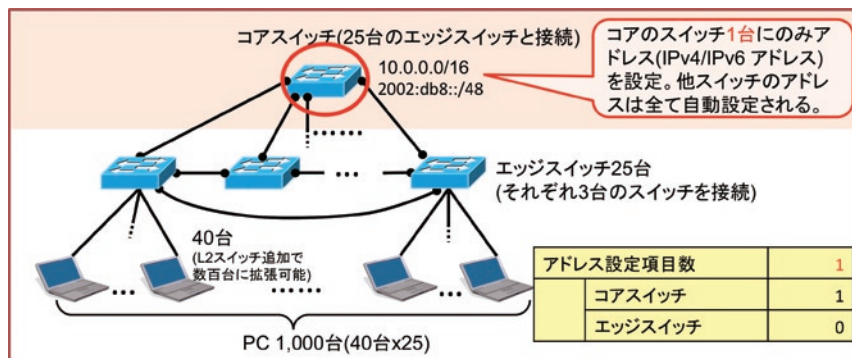 コアスイッチ(25台のエッジスイッチと接続)
10.0.0.0/16
2002:db8::/48
コアのスイッチ1台にのみア
ドレス(IPv4/IPv6 アドレス)
を設定。他スイッチのアドレ
スは全て自動設定される。
エッジスイッチ25台
(それぞれ3台のスイッチを接続)
40台
(L2スイッチ追加で
数百台に拡張可能)
PC 1,000台(40台x25)
アドレス設定項目数 1
コアスイッチ 1
エッジスイッチ 0